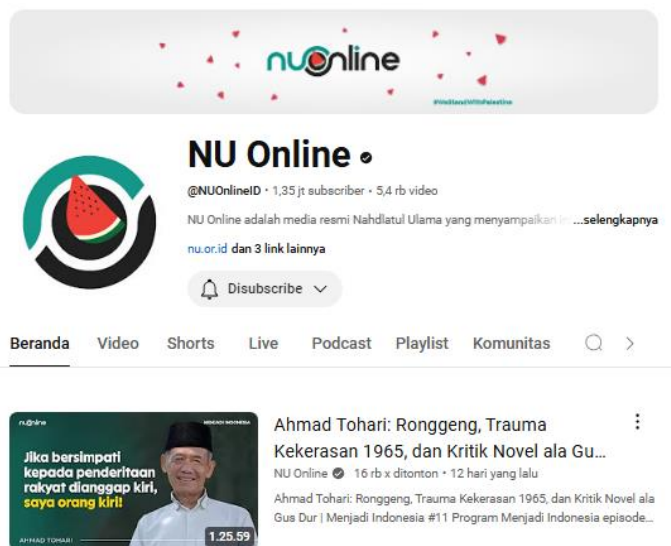 nuonline
#WeStandWithPalestine
NU Online
@NUOnlineID • 1,35 jt subscriber • 5,4 rb video
NU Online adalah media resmi Nahdlatul Ulama yang menyampaikan ...selengkapnya
nu.or.id dan 3 link lainnya
Disubscribe
Beranda Video Shorts Live Podcast Playlist Komunitas
nuonline MENJADI INDONESIA
Jika bersimpati
kepada penderitaan
rakyat dianggap kiri,
saya orang kiri!
AHMAD TOHARI
1.25.59
Ahmad Tohari: Ronggeng, Trauma
Kekerasan 1965, dan Kritik Novel ala Gu...
NU Online 16 rb x ditonton • 12 hari yang lalu
Ahmad Tohari: Ronggeng, Trauma Kekerasan 1965, dan Kritik Novel ala
Gus Dur | Menjadi Indonesia #11 Program Menjadi Indonesia episode...